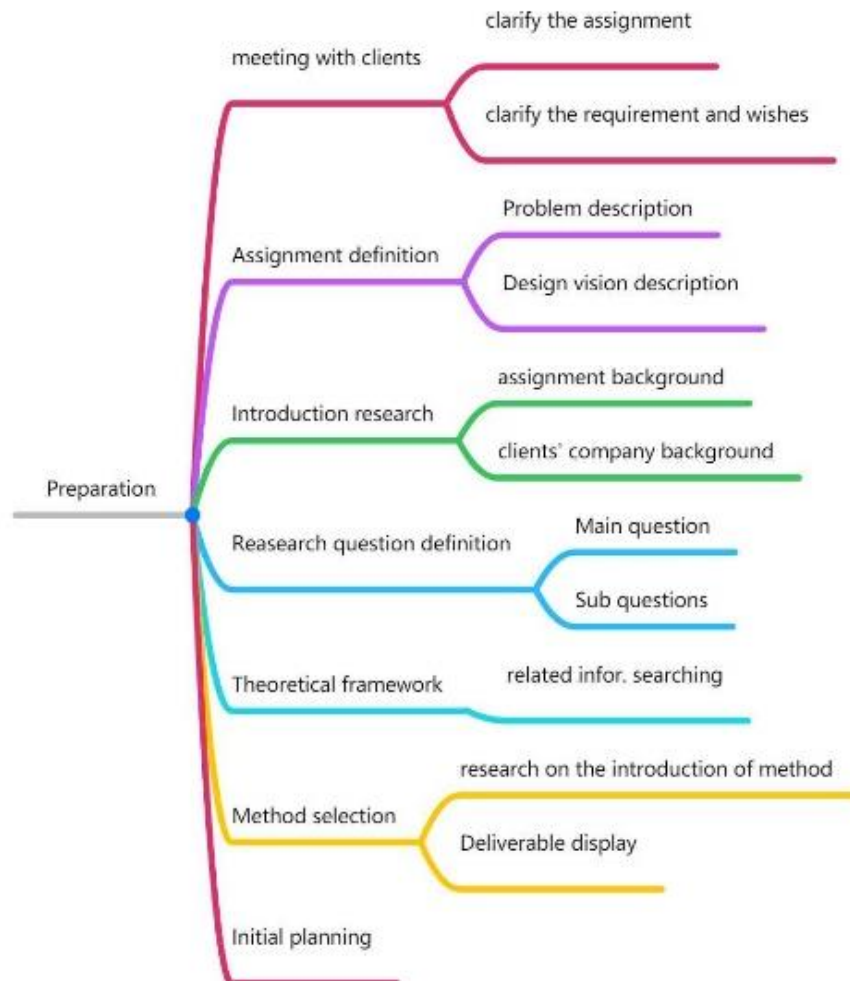 clarify the assignment
meeting with clients
clarify the requirement and wishes
Problem description
Assignment definition
Design vision description
assignment background
Introduction research
clients' company background
Preparation
Main question
Reasearch question definition
Sub questions
related infor. searching
Theoretical framework
research on the introduction of method
Method selection
Deliverable display
Initial planning